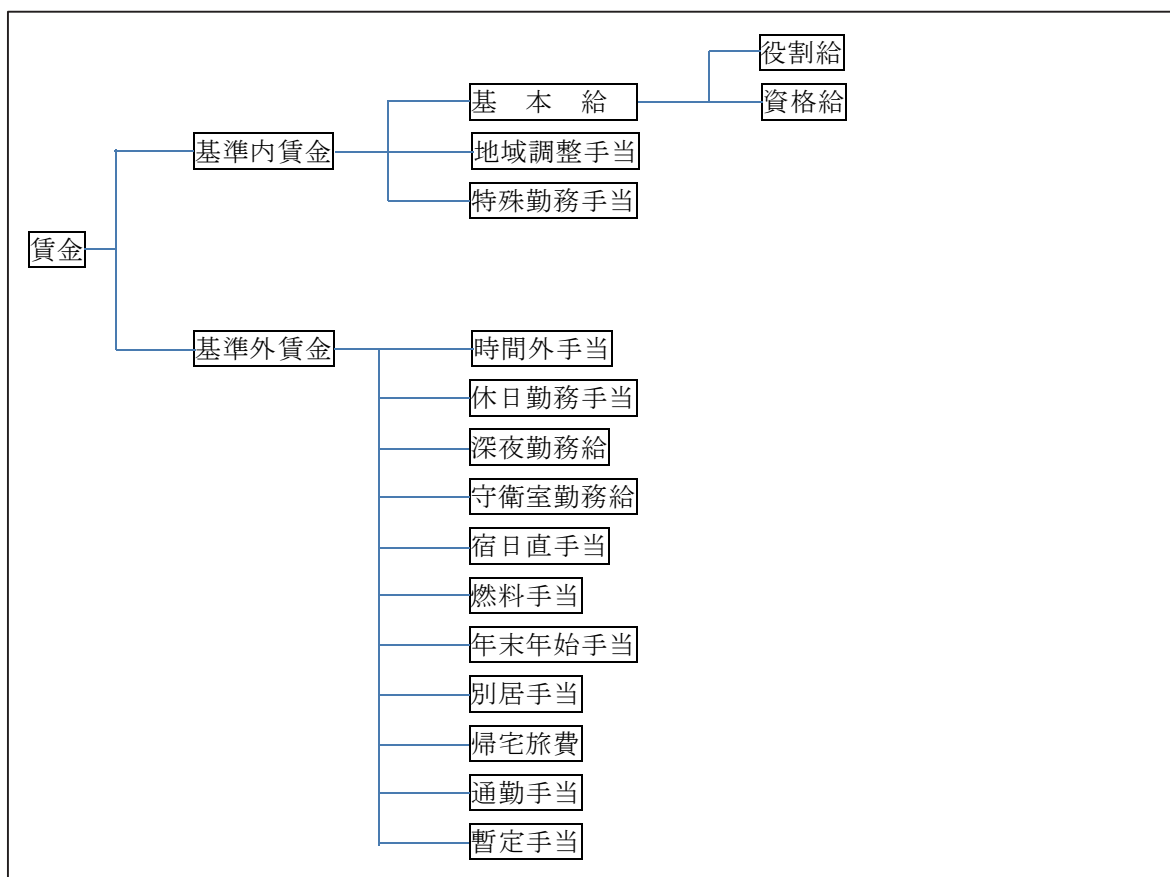 役割給
基　本　給
資格給
基準内賃金
地域調整手当
特殊勤務手当
賃金
基準外賃金
時間外手当
休日勤務手当
深夜勤務給
守衛室勤務給
宿日直手当
燃料手当
年末年始手当
別居手当
帰宅旅費
通勤手当
暫定手当